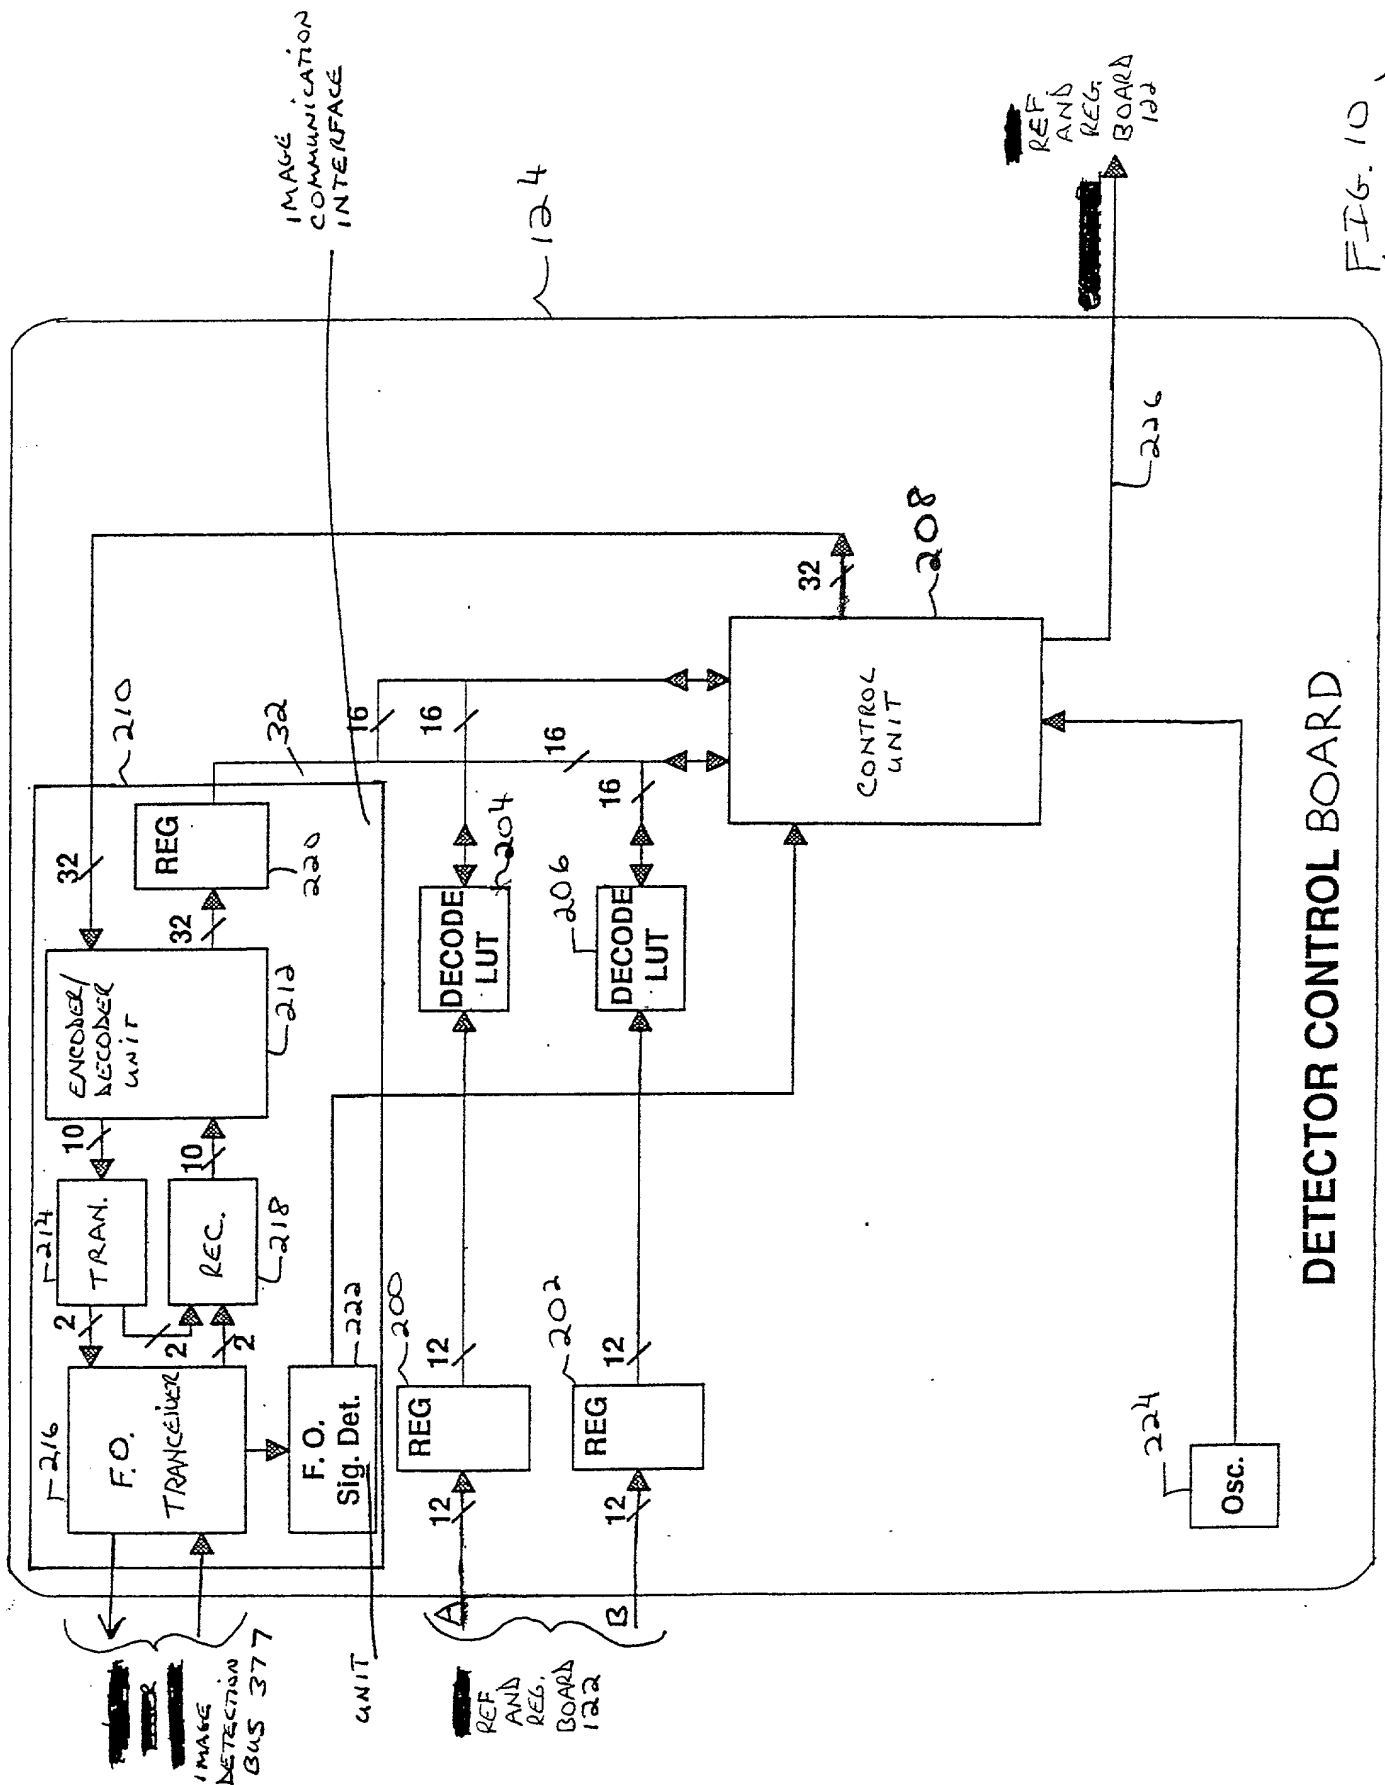 IMAGE
COMMUNICATION
INTERFACE
124
REF
AND
REG.
BOARD
122
FIG. 10
210
32
32
REG
220
32
ENCODER/
DECODER
UNIT
212
10
10
214
TRAN.
REC.
218
2
2
2
216
F.O.
TRANCEIVER
F. O.
Sig. Det.
222
UNIT
IMAGE
DETECTION
BUS 377
16
16
16
16
DECODE
LUT
204
DECODE
LUT
206
32
CONTROL
UNIT
208
226
A
12
REG
12
200
B
12
REG
12
202
REF
AND
REG.
BOARD
122
Osc.
224
DETECTOR CONTROL BOARD